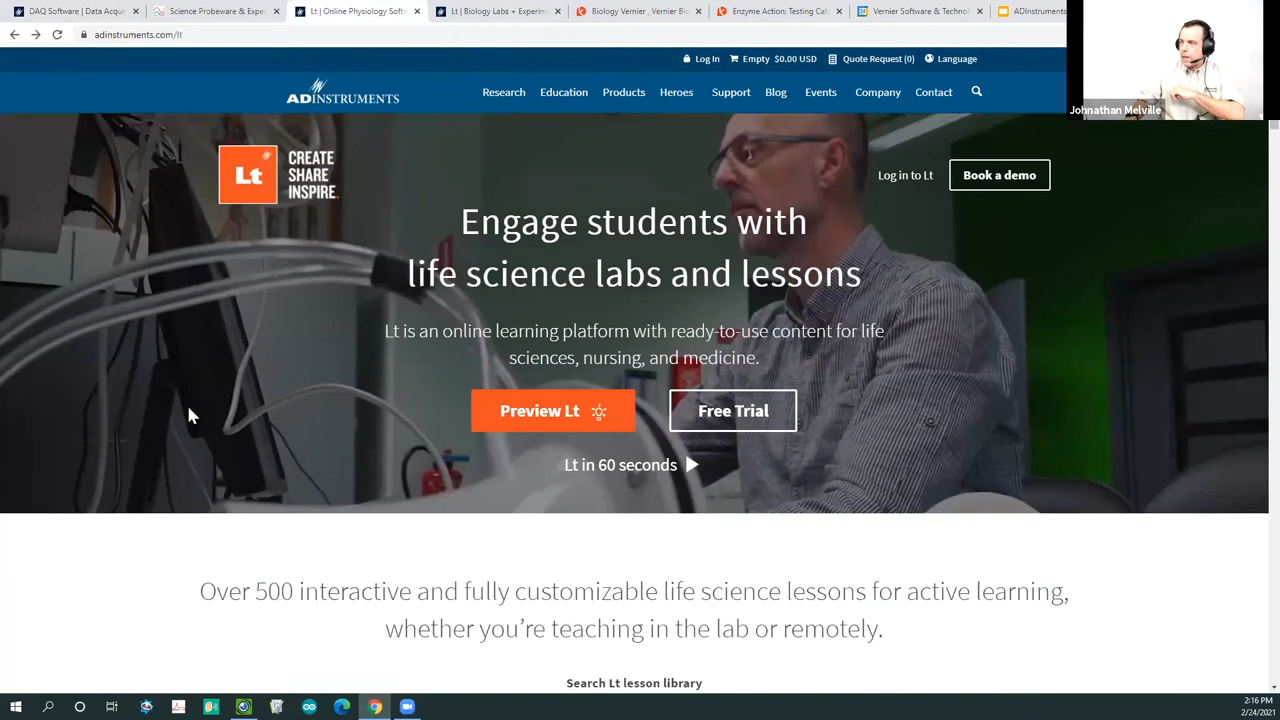 DAQ Software | Data Acqui
Science Probeware & Exper
Lt | Online Physiology Softw
Lt | Biology Labs + Experim
Biology Vernier , Vernier Bu
Enzyme Action: Testing Cat
Vernier Software & Technol
ADInstruments
adinstruments.com/lt
Log In
Empty $0.00 USD
Quote Request (0)
Language
ADINSTRUMENTS
Research
Education
Products
Heroes
Support
Blog
Events
Company
Contact
Johnathan Melville
Lt
CREATE
SHARE
INSPIRE.
Log in to Lt
Book a demo
Engage students with
life science labs and lessons
Lt is an online learning platform with ready-to-use content for life
sciences, nursing, and medicine.
Preview Lt
Free Trial
Lt in 60 seconds
Over 500 interactive and fully customizable life science lessons for active learning,
whether you're teaching in the lab or remotely.
Search Lt lesson library
2:16 PM
2/24/2021